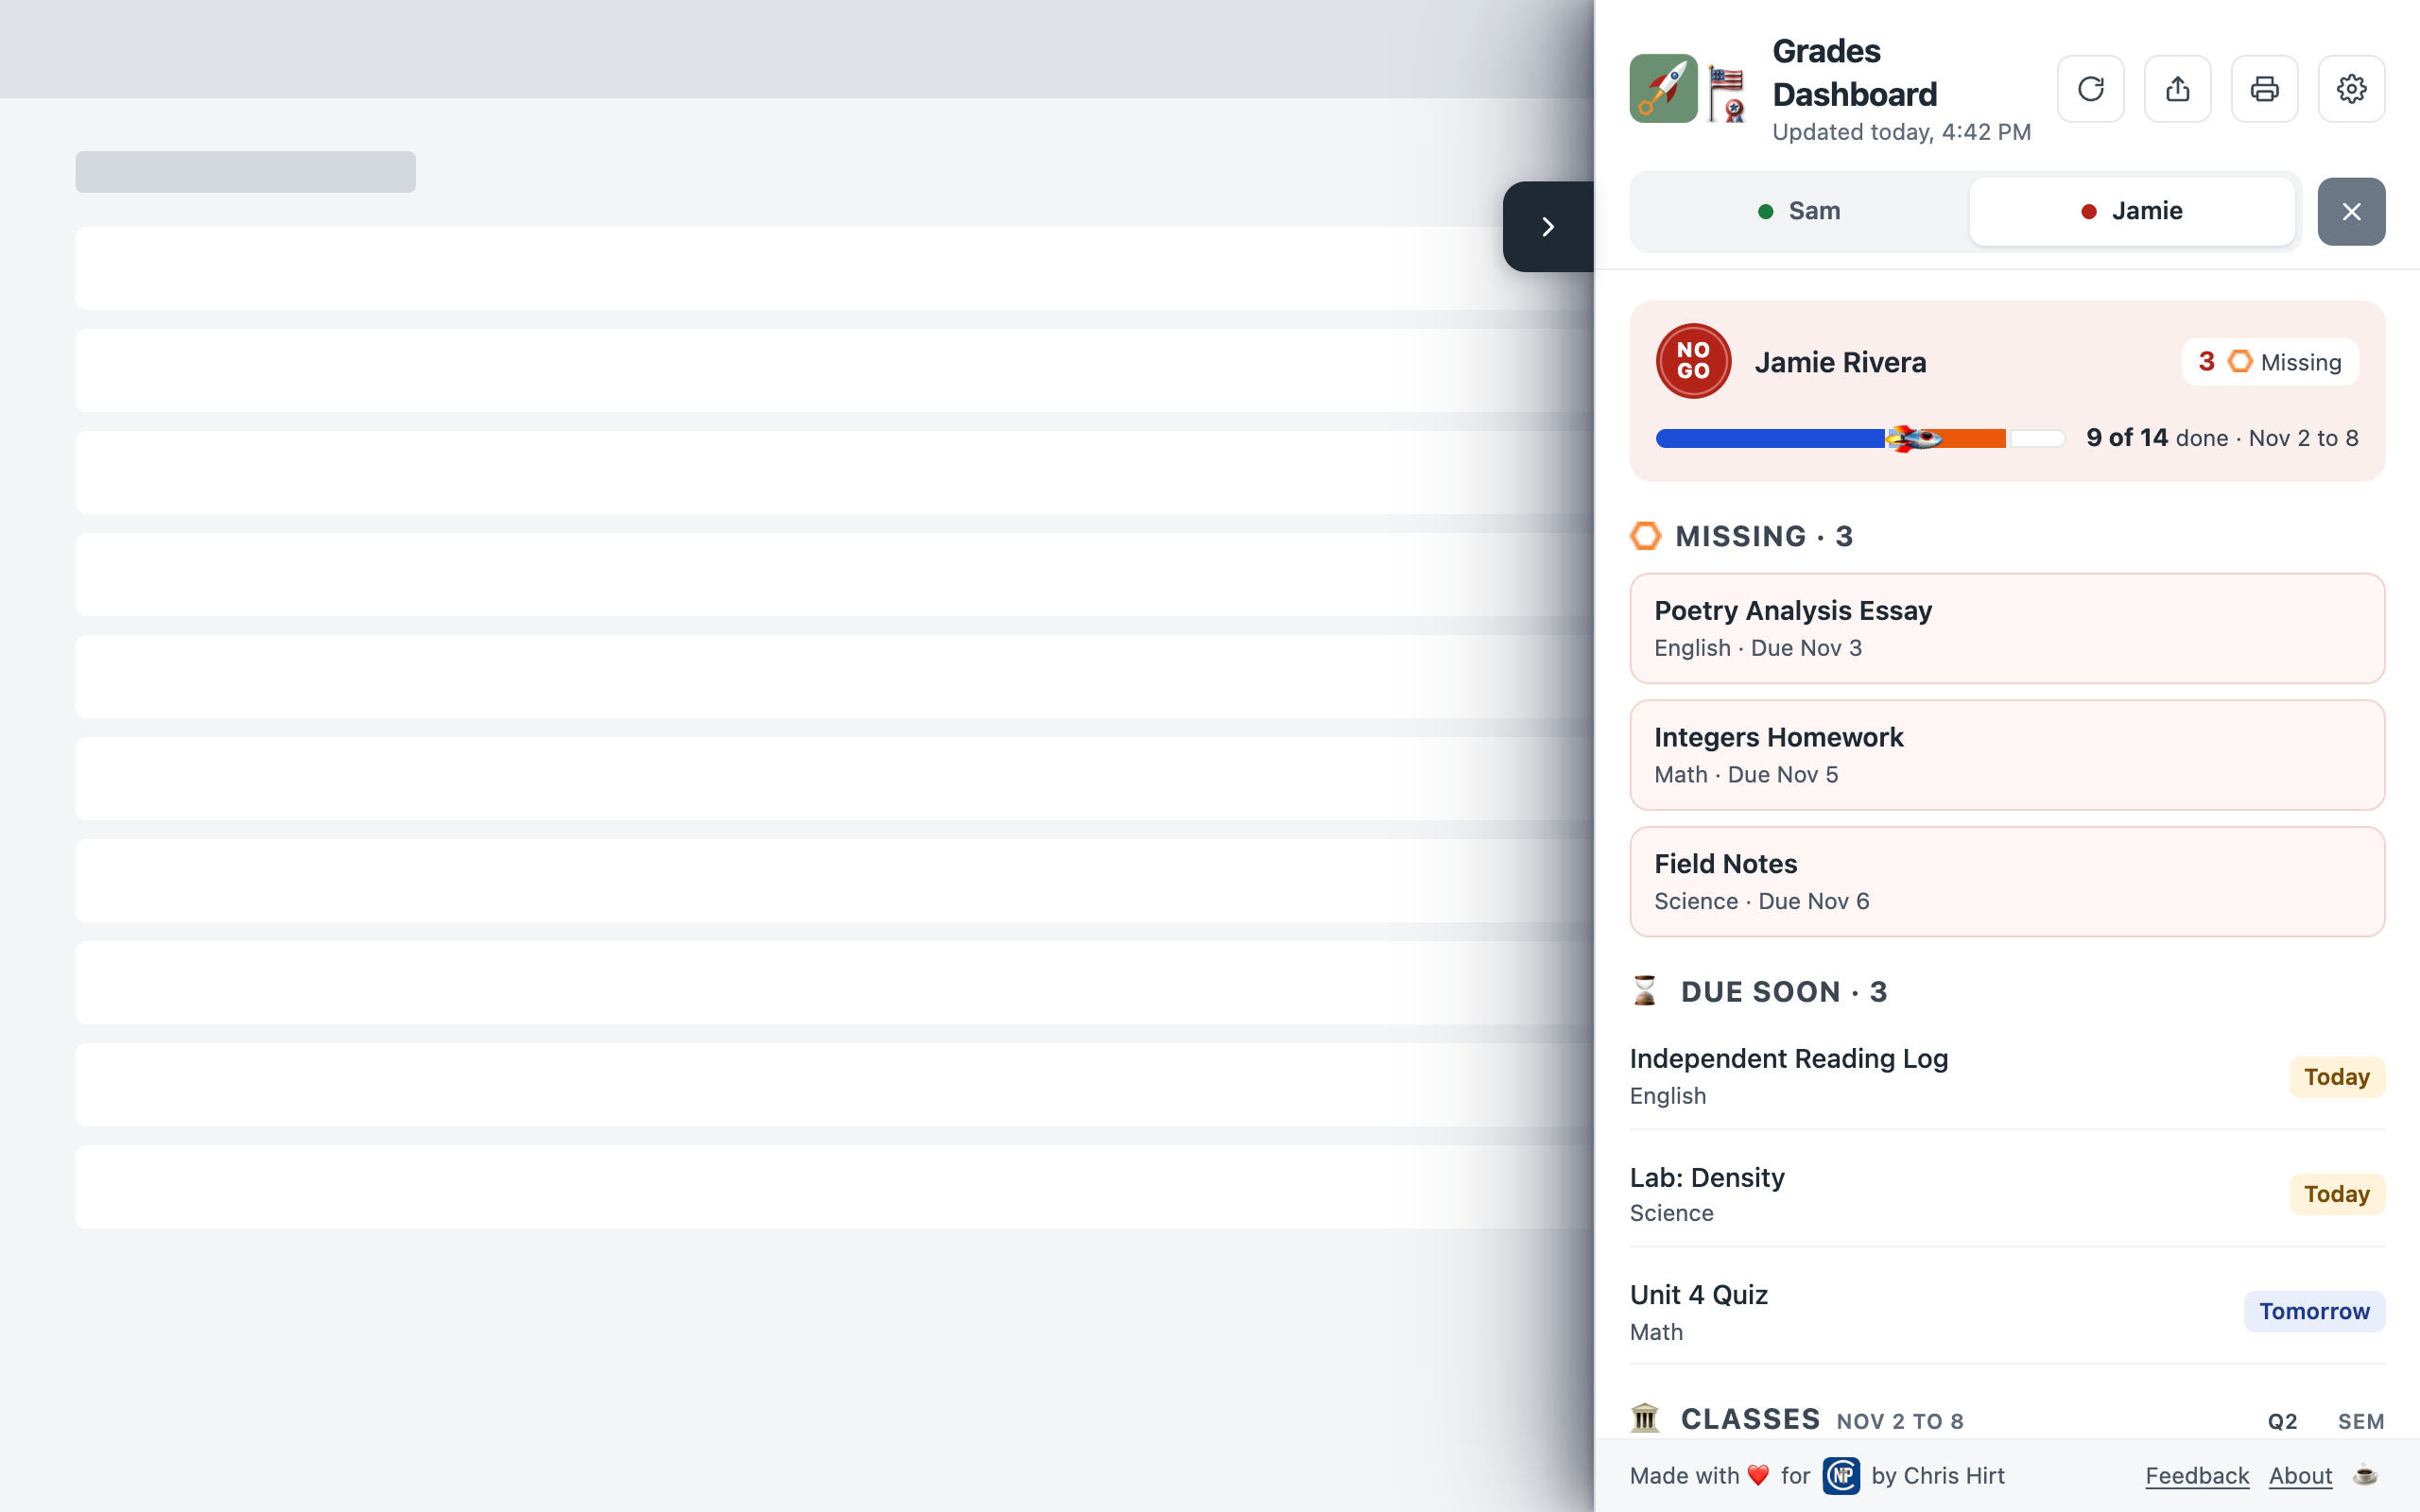 Grades
Dashboard
Updated today, 4:42 PM
Sam
Jamie
NO
GO
Jamie Rivera
3 Missing
9 of 14 done · Nov 2 to 8
MISSING · 3
Poetry Analysis Essay
English · Due Nov 3
Integers Homework
Math · Due Nov 5
Field Notes
Science · Due Nov 6
DUE SOON · 3
Independent Reading Log
English
Today
Lab: Density
Science
Today
Unit 4 Quiz
Math
Tomorrow
CLASSES NOV 2 TO 8 Q2 SEM
Made with ❤️ for by Chris Hirt Feedback About